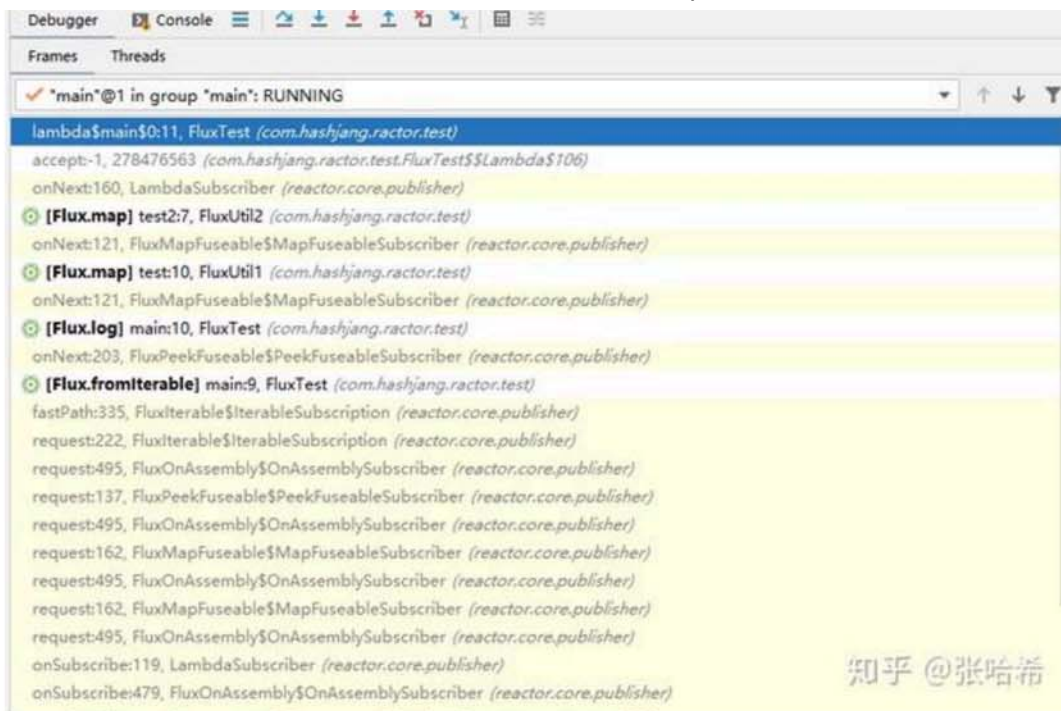 Debugger Console
Frames Threads
"main"@1 in group "main": RUNNING
lambda$main$0:11, FluxTest (com.hashjang.ractor.test)
accept:-1, 278476563 (com.hashjang.ractor.test.FluxTest$$Lambda$106)
onNext:160, LambdaSubscriber (reactor.core.publisher)
[Flux.map] test2:7, FluxUtil2 (com.hashjang.ractor.test)
onNext:121, FluxMapFuseable$MapFuseableSubscriber (reactor.core.publisher)
[Flux.map] test:10, FluxUtil1 (com.hashjang.ractor.test)
onNext:121, FluxMapFuseable$MapFuseableSubscriber (reactor.core.publisher)
[Flux.log] main:10, FluxTest (com.hashjang.ractor.test)
onNext:203, FluxPeekFuseable$PeekFuseableSubscriber (reactor.core.publisher)
[Flux.fromIterable] main:9, FluxTest (com.hashjang.ractor.test)
fastPath:335, FluxIterable$IterableSubscription (reactor.core.publisher)
request:222, FluxIterable$IterableSubscription (reactor.core.publisher)
request:495, FluxOnAssembly$OnAssemblySubscriber (reactor.core.publisher)
request:137, FluxPeekFuseable$PeekFuseableSubscriber (reactor.core.publisher)
request:495, FluxOnAssembly$OnAssemblySubscriber (reactor.core.publisher)
request:162, FluxMapFuseable$MapFuseableSubscriber (reactor.core.publisher)
request:495, FluxOnAssembly$OnAssemblySubscriber (reactor.core.publisher)
request:162, FluxMapFuseable$MapFuseableSubscriber (reactor.core.publisher)
request:495, FluxOnAssembly$OnAssemblySubscriber (reactor.core.publisher)
onSubscribe:119, LambdaSubscriber (reactor.core.publisher)
onSubscribe:479, FluxOnAssembly$OnAssemblySubscriber (reactor.core.publisher)
知乎 @张哈希